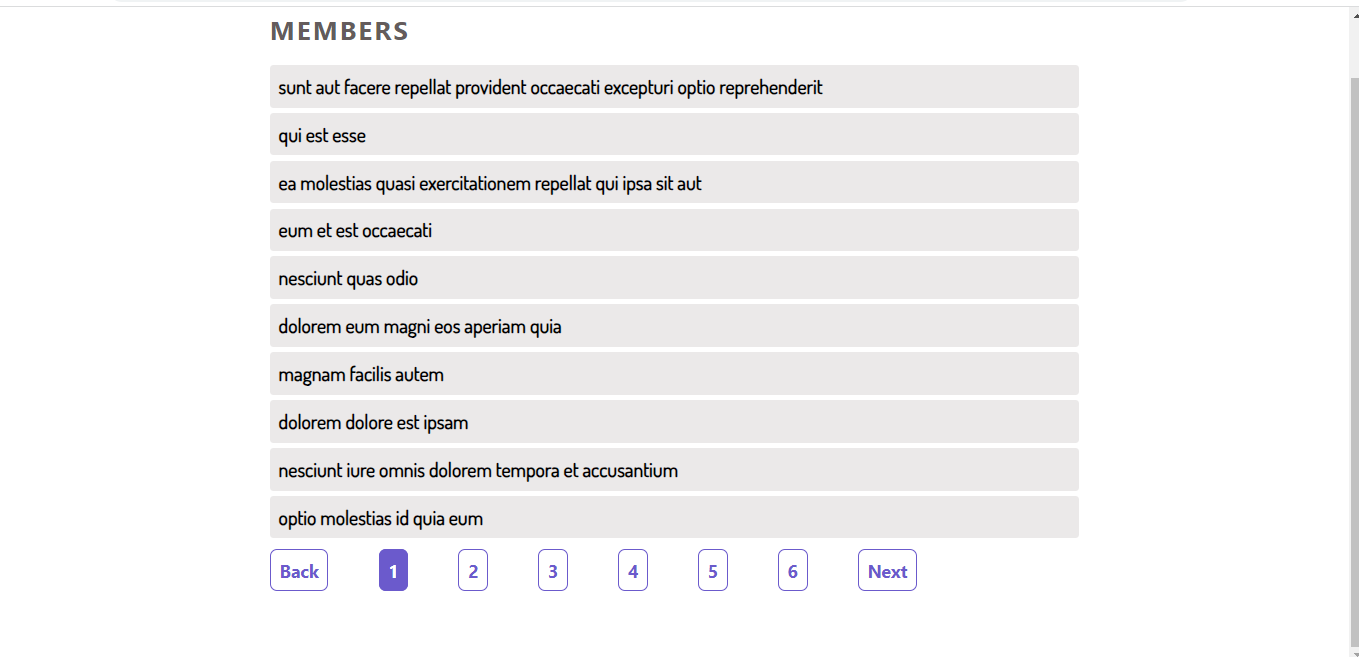 MEMBERS
sunt aut facere repellat provident occaecati excepturi optio reprehenderit
qui est esse
ea molestias quasi exercitationem repellat qui ipsa sit aut
eum et est occaecati
nesciunt quas odio
dolorem eum magni eos aperiam quia
magnam facilis autem
dolorem dolore est ipsam
nesciunt iure omnis dolorem tempora et accusantium
optio molestias id quia eum
Back 1 2 3 4 5 6 Next